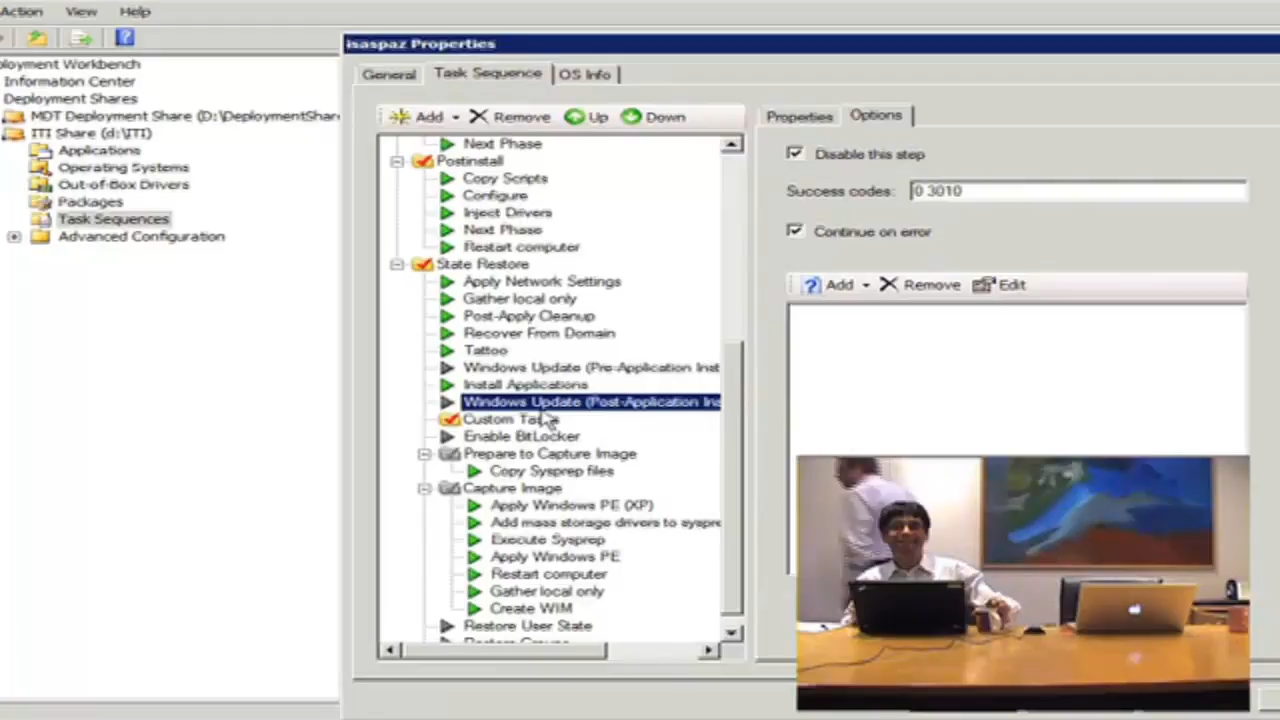 Action View Help
ployment Workbench
Information Center
Deployment Shares
MDT Deployment Share (D:\DeploymentShar
ITI Share (d:\ITI)
Applications
Operating Systems
Out-of-Box Drivers
Packages
Task Sequences
Advanced Configuration
isaspaz Properties
General Task Sequence OS Info
Add Remove Up Down
Next Phase
Postinstall
Copy Scripts
Configure
Inject Drivers
Next Phase
Restart computer
State Restore
Apply Network Settings
Gather local only
Post-Apply Cleanup
Recover From Domain
Tattoo
Windows Update (Pre-Application Inst
Install Applications
Windows Update (Post-Application Ins
Custom Tas
Enable BitLocker
Prepare to Capture Image
Copy Sysprep files
Capture Image
Apply Windows PE (XP)
Add mass storage drivers to syspre
Execute Sysprep
Apply Windows PE
Restart computer
Gather local only
Create WIM
Restore User State
Properties Options
Disable this step
Success codes: 0 3010
Continue on error
Add Remove Edit